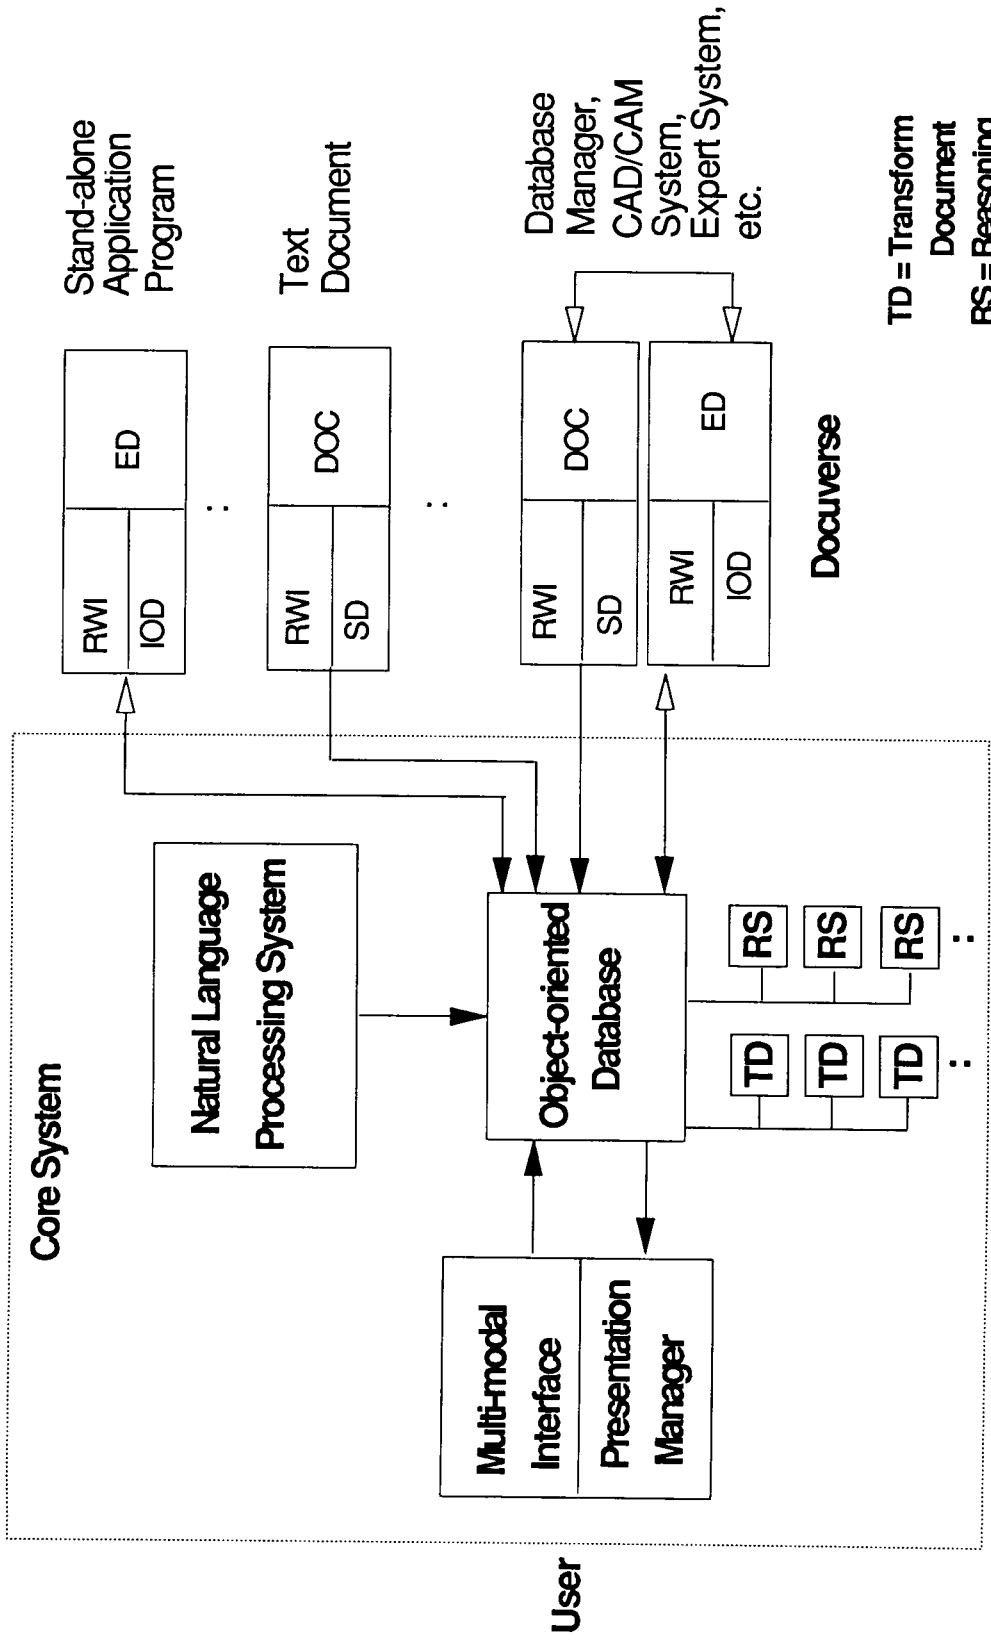 Core System
Natural Language
Processing System
User
Multi-modal
Interface
Presentation
Manager
Object-oriented
Database
TD
TD
TD
:
RS
RS
RS
:
RWI
IOD
ED
Stand-alone
Application
Program
:
RWI
SD
DOC
Text
Document
:
RWI
SD
DOC
RWI
IOD
ED
Database
Manager,
CAD/CAM
System,
Expert System,
etc.
Docuverse
TD = Transform
Document
RS = Reasoning